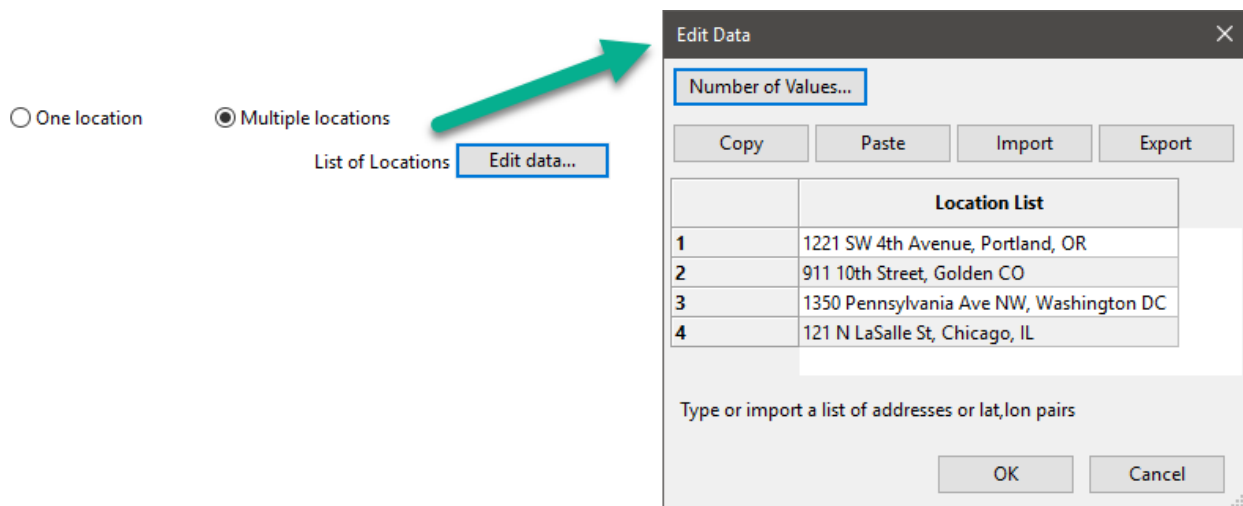 One location
Multiple locations
List of Locations
Edit data...
Edit Data
Number of Values...
Copy
Paste
Import
Export
Location List
1 1221 SW 4th Avenue, Portland, OR
2 911 10th Street, Golden CO
3 1350 Pennsylvania Ave NW, Washington DC
4 121 N LaSalle St, Chicago, IL
Type or import a list of addresses or lat,lon pairs
OK
Cancel